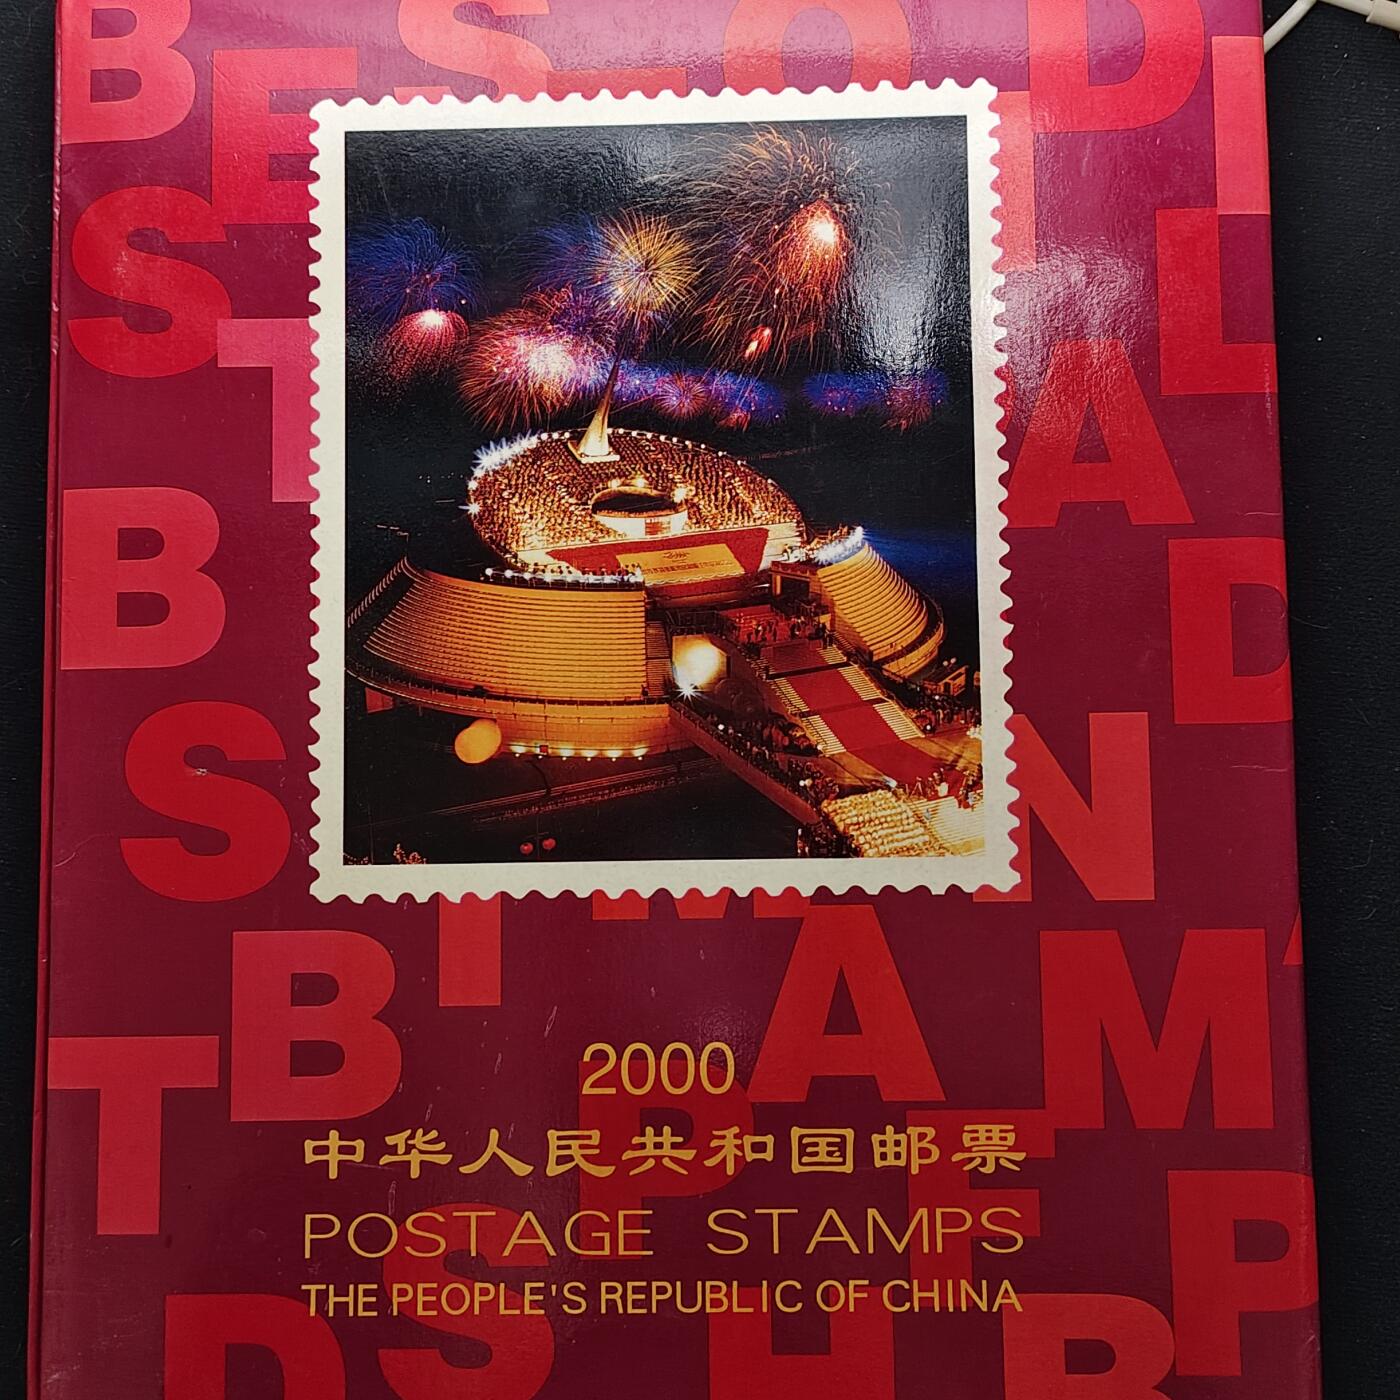 2000
中华人民共和国邮票
POSTAGE STAMPS
THE PEOPLE'S REPUBLIC OF CHINA